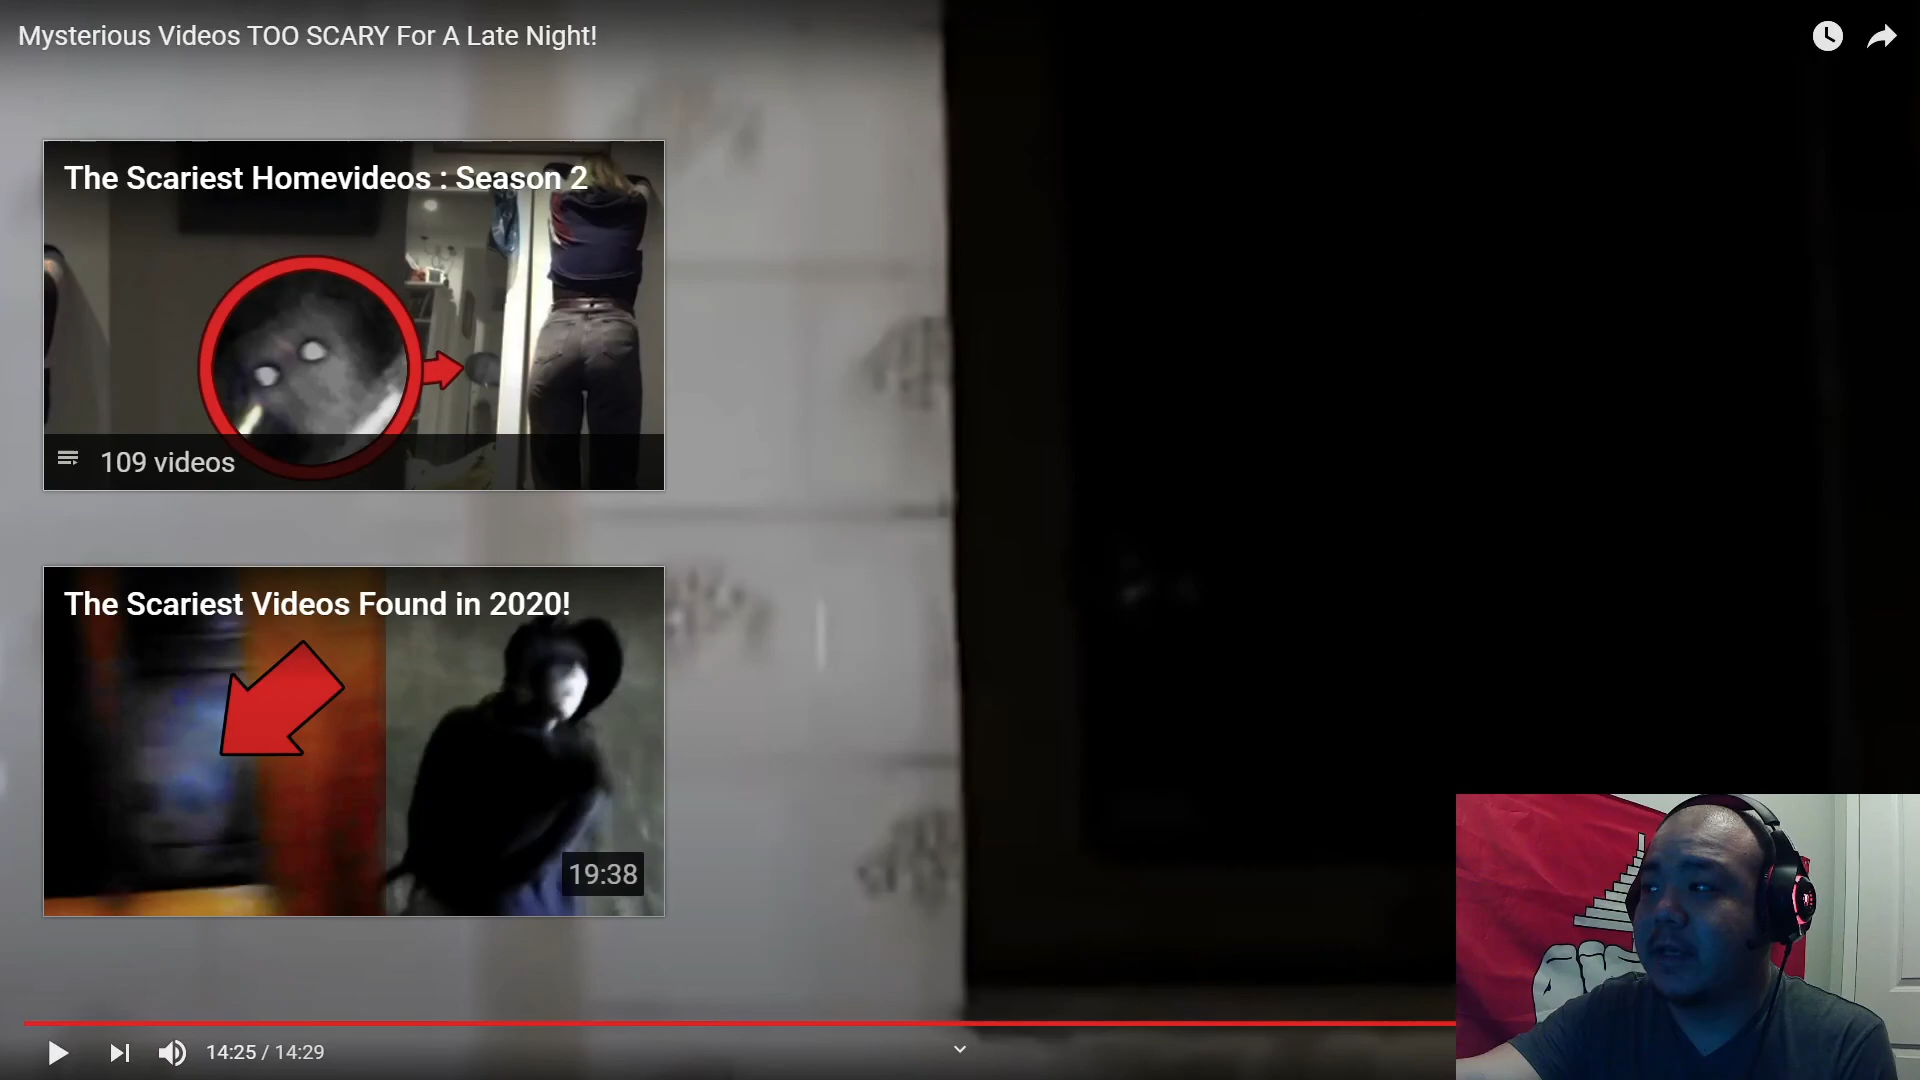 Mysterious Videos TOO SCARY For A Late Night!
The Scariest Homevideos : Season 2
109 videos
The Scariest Videos Found in 2020!
19:38
14:25 / 14:29